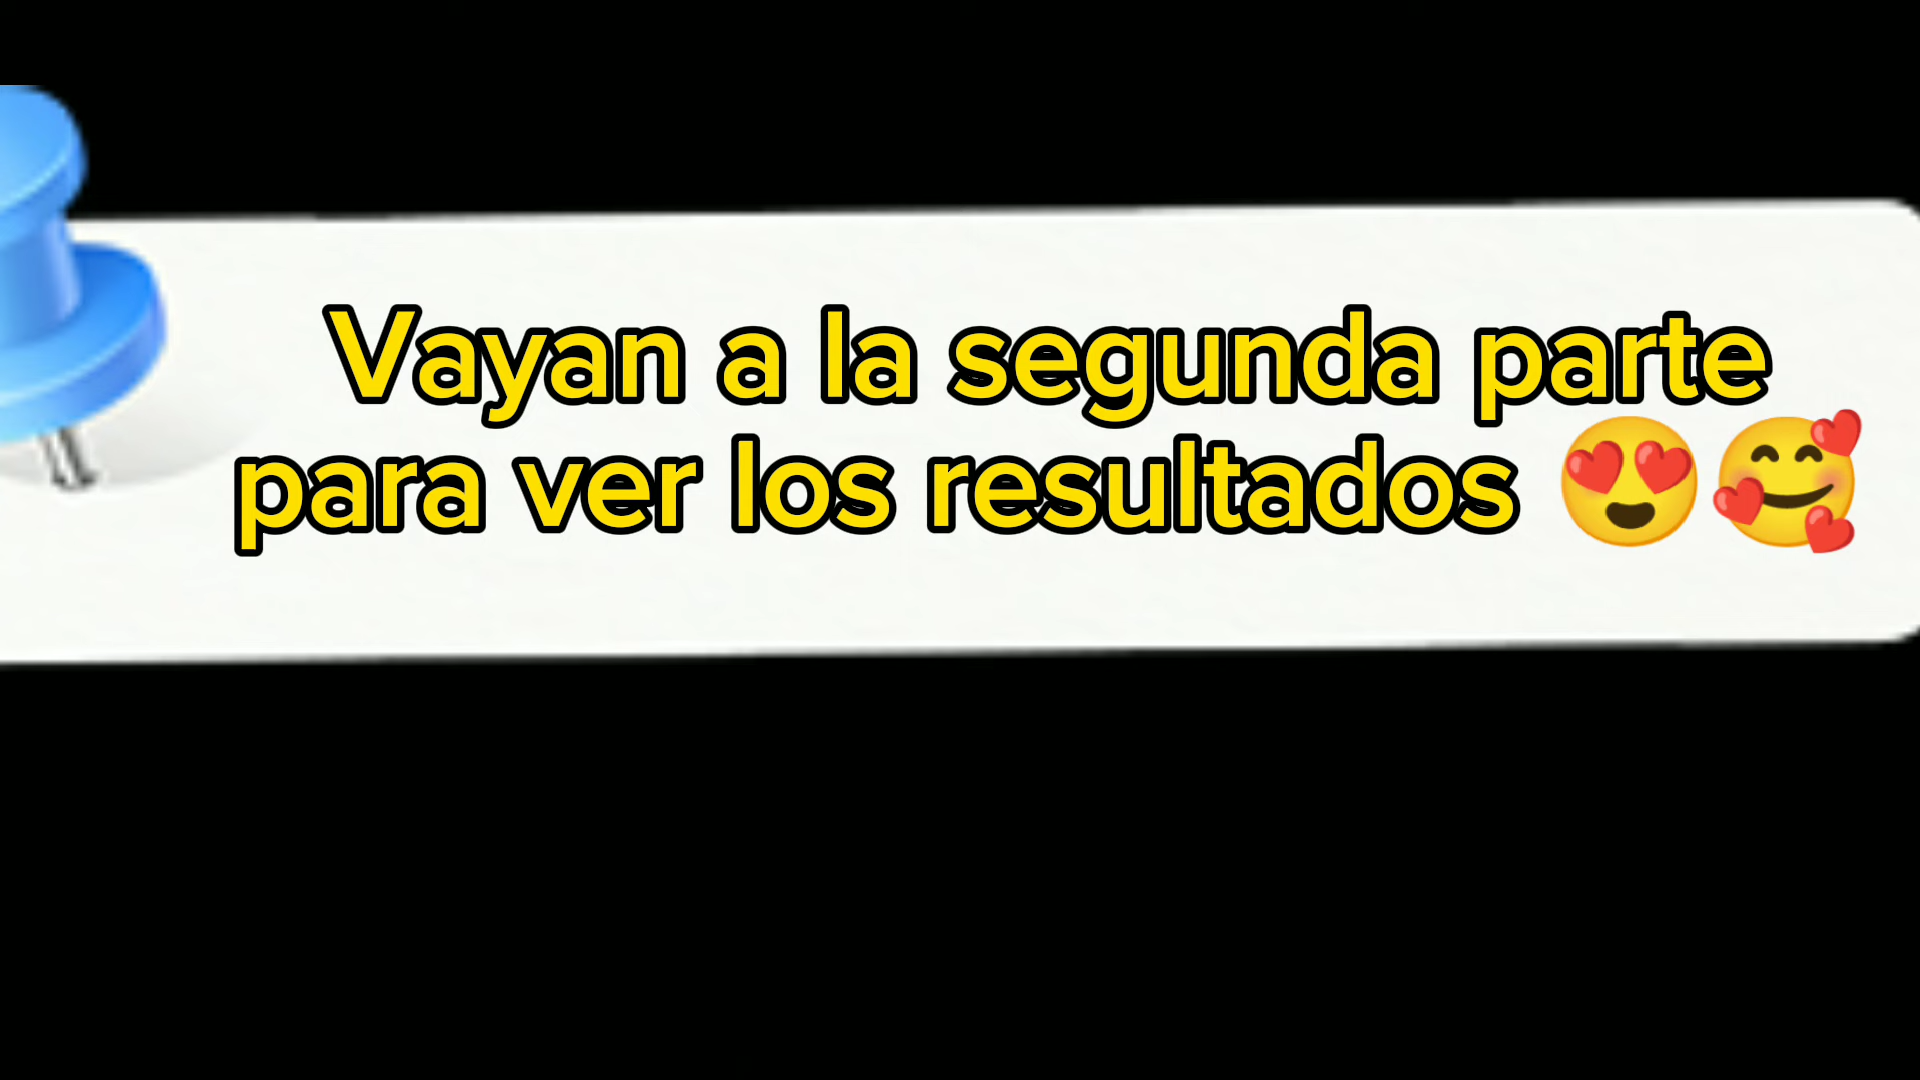 Vayan a la segunda parte
para ver los resultados 😍🥰